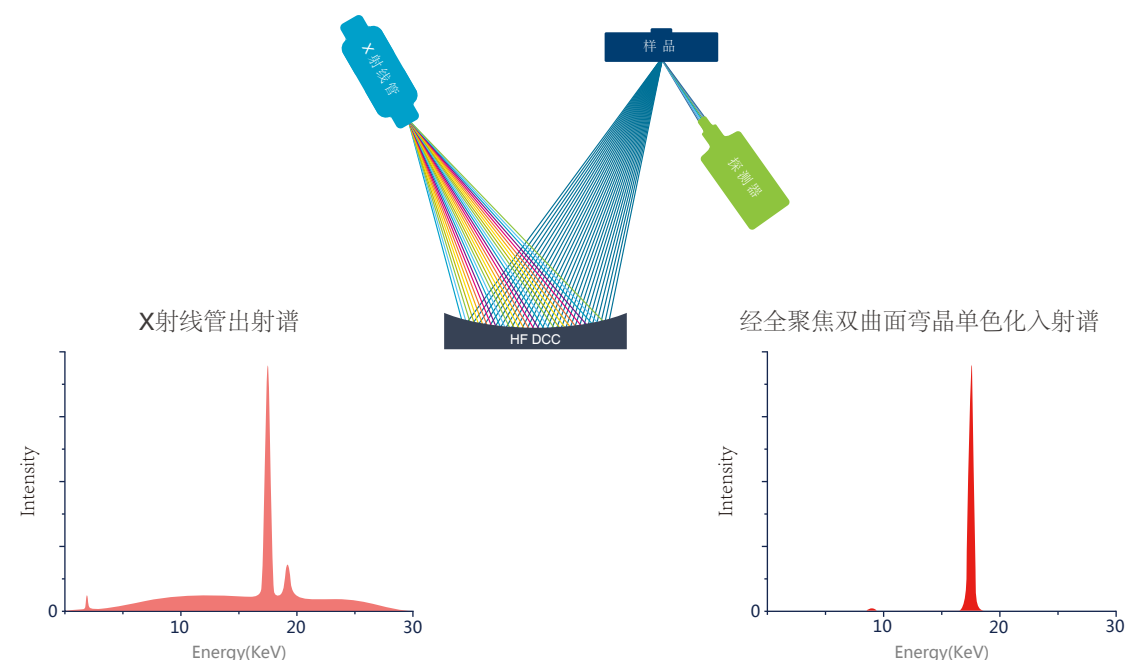 X射线管
样 品
探测器
HF DCC
X射线管出射谱
经全聚焦双曲面弯晶单色化入射谱
Intensity
0
10
20
30
Energy(KeV)
Intensity
0
10
20
30
Energy(KeV)